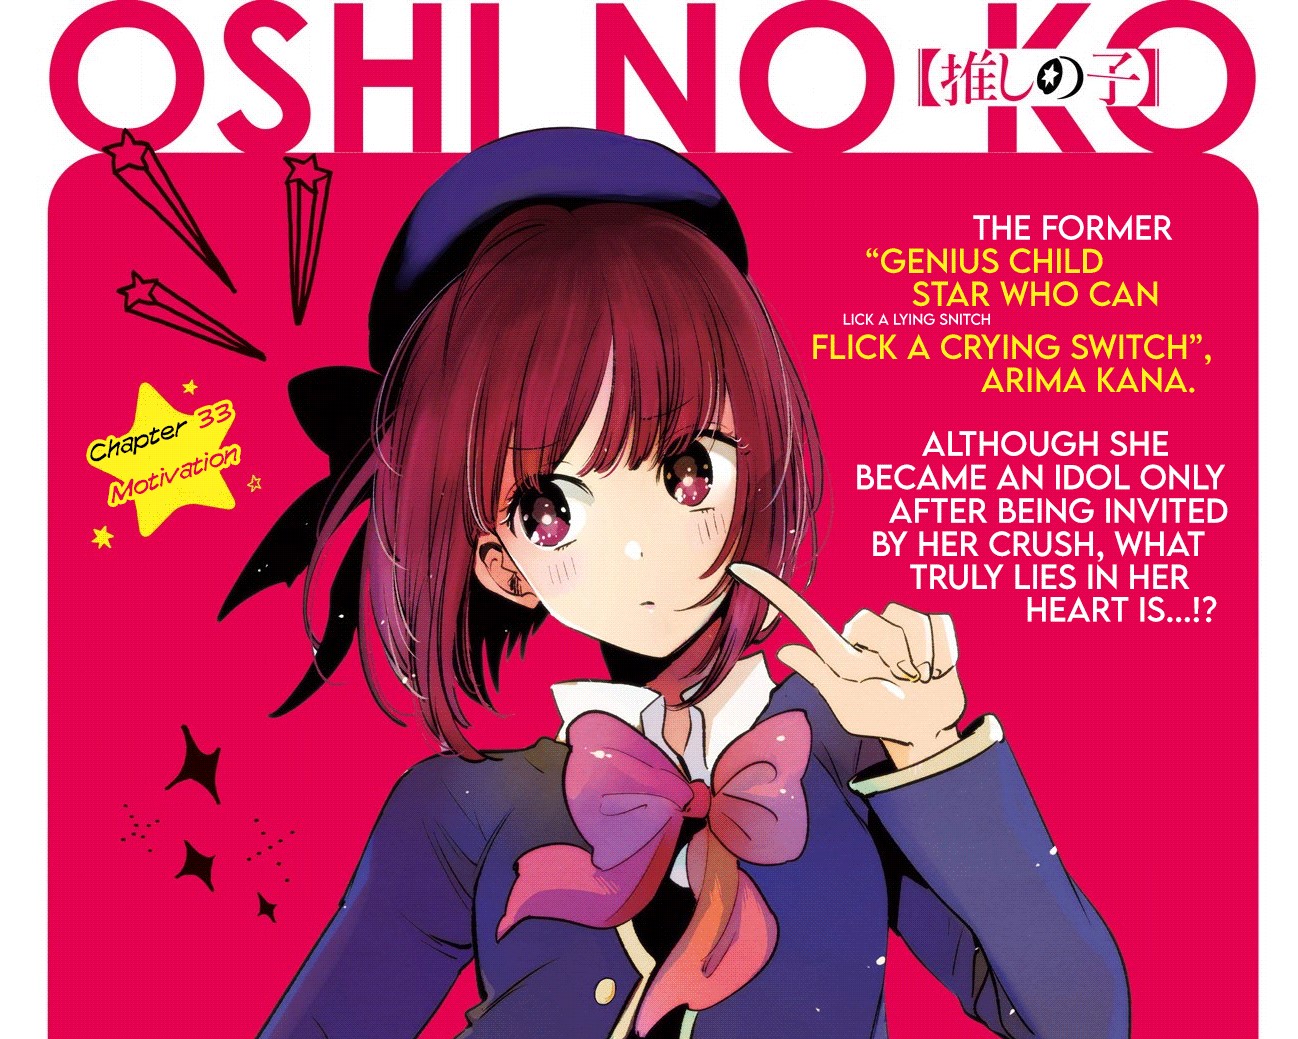 OSHI NO KO
【推しの子】
THE FORMER
“GENIUS CHILD
STAR WHO CAN
LICK A LYING SNITCH
FLICK A CRYING SWITCH”,
ARIMA KANA.
Chapter 33
Motivation
ALTHOUGH SHE
BECAME AN IDOL ONLY
AFTER BEING INVITED
BY HER CRUSH, WHAT
TRULY LIES IN HER
HEART IS...!?